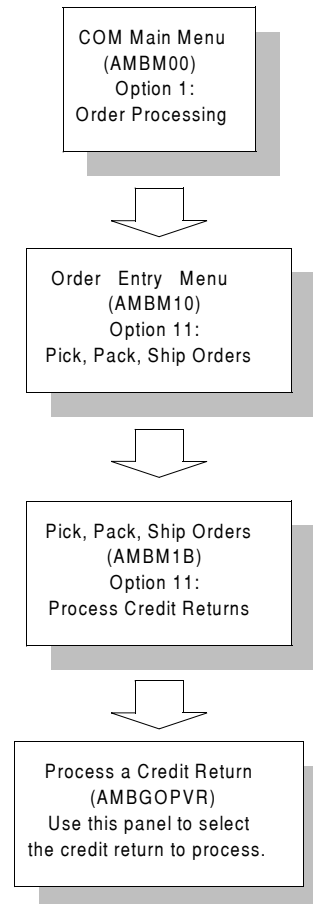 COM Main Menu
(AMBM00)
Option 1:
Order Processing
Order Entry Menu
(AMBM10)
Option 11:
Pick, Pack, Ship Orders
Pick, Pack, Ship Orders
(AMBM1B)
Option 11:
Process Credit Returns
Process a Credit Return
(AMBGOPVR)
Use this panel to select
the credit return to process.